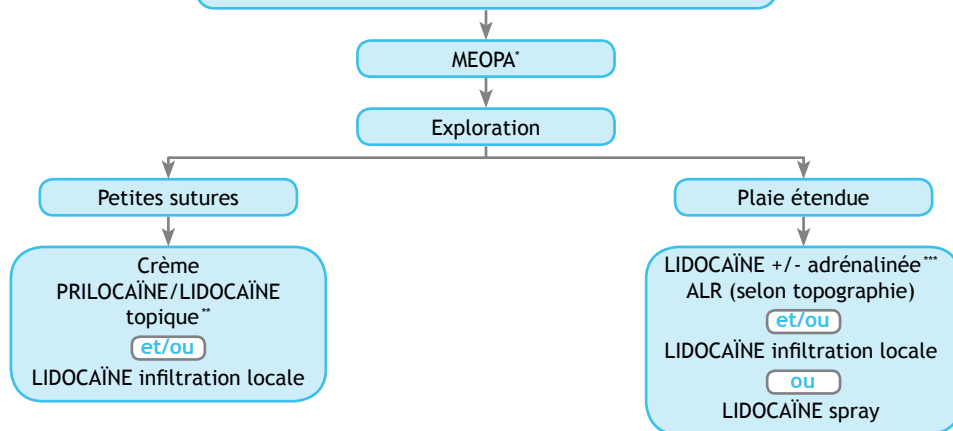 MEOPA*
Exploration
Petites sutures
Plaie étendue
Crème
PRILOCAÏNE/LIDOCAÏNE
topique**
et/ou
LIDOCAÏNE infiltration locale
LIDOCAÏNE +/- adrénalinée***
ALR (selon topographie)
et/ou
LIDOCAÏNE infiltration locale
ou
LIDOCAÏNE spray